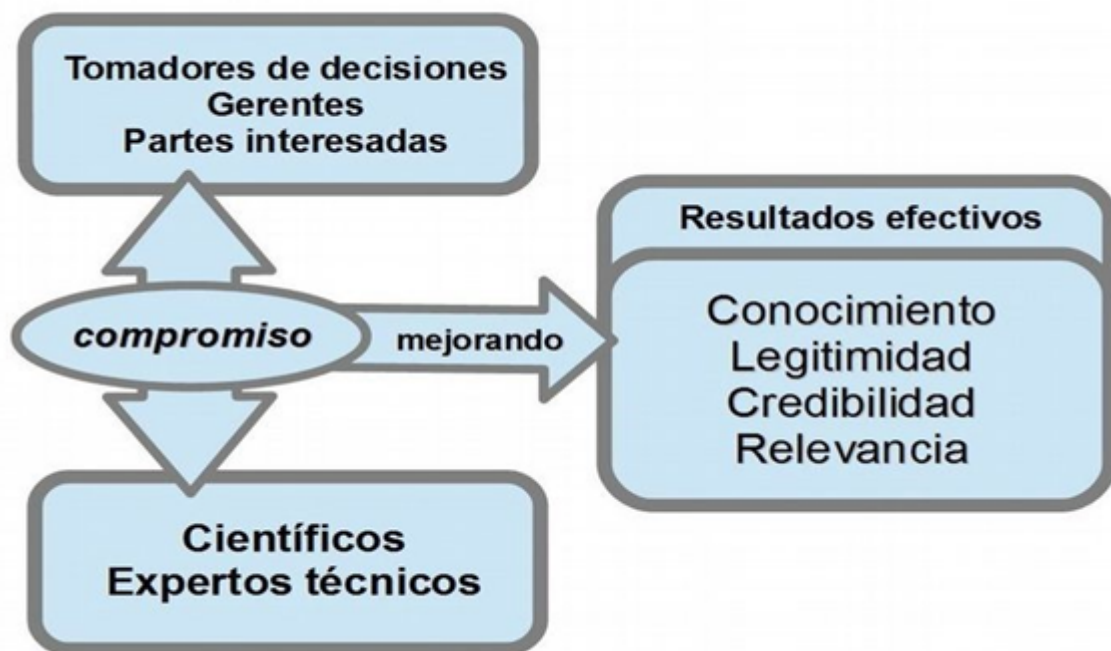 Tomadores de decisiones
Gerentes
Partes interesadas
compromiso
mejorando
Resultados efectivos
Conocimiento
Legitimidad
Credibilidad
Relevancia
Científicos
Expertos técnicos